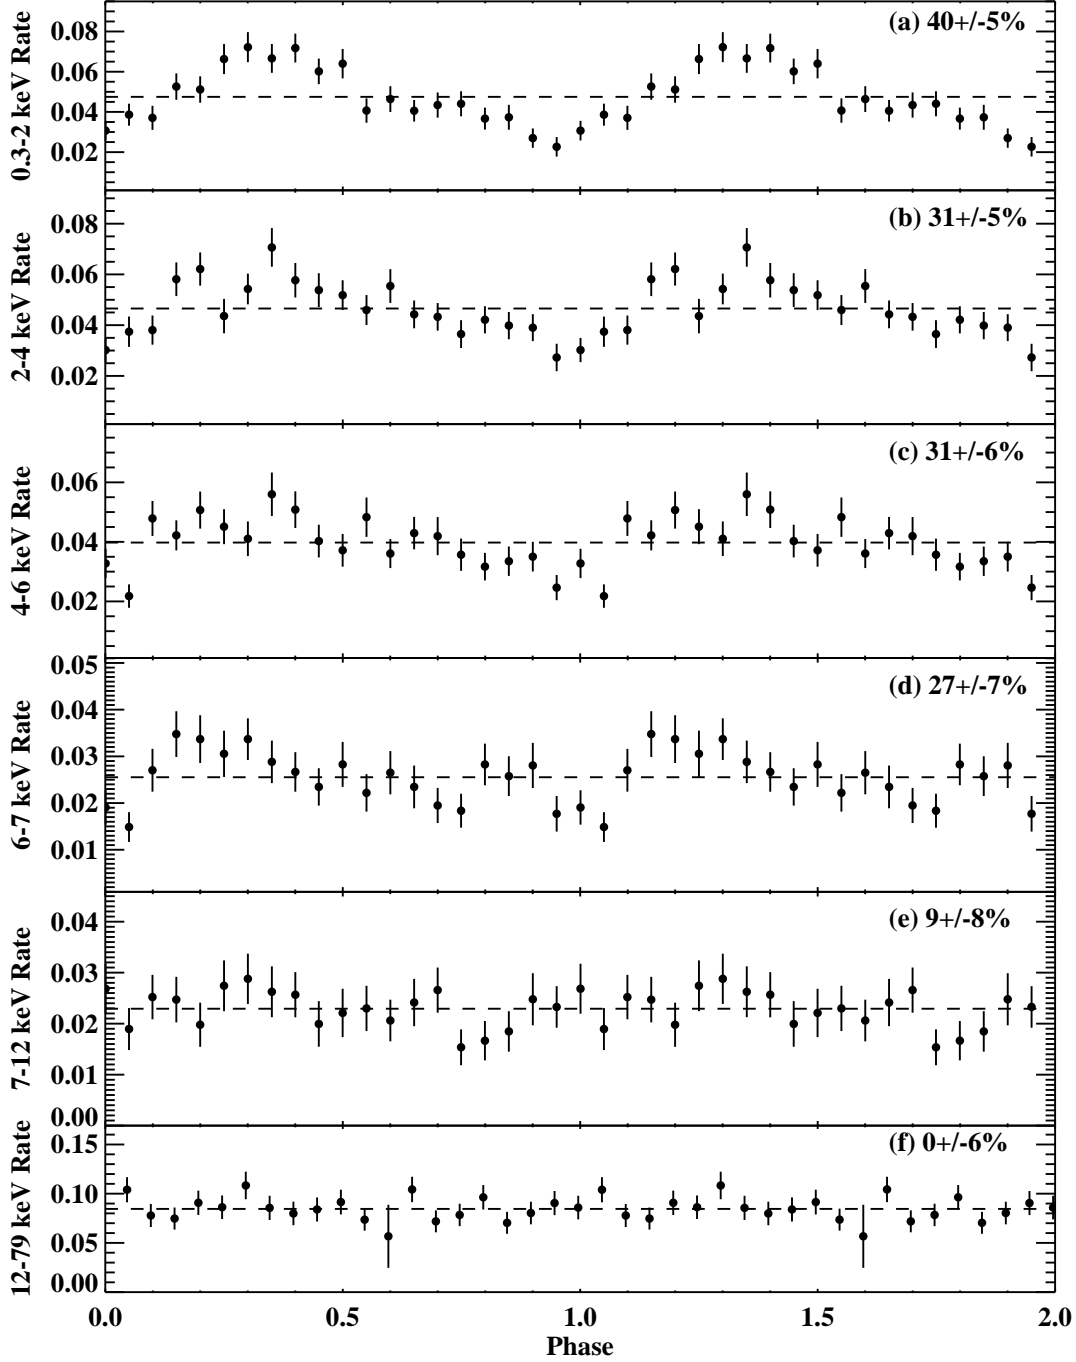 (a) 40+/-5%
0.3-2 keV Rate
0.08
0.06
0.04
0.02
(b) 31+/-5%
2-4 keV Rate
0.08
0.06
0.04
0.02
(c) 31+/-6%
4-6 keV Rate
0.06
0.04
0.02
(d) 27+/-7%
6-7 keV Rate
0.05
0.04
0.03
0.02
0.01
(e) 9+/-8%
7-12 keV Rate
0.04
0.03
0.02
0.01
0.00
(f) 0+/-6%
12-79 keV Rate
0.15
0.10
0.05
0.00
0.0 0.5 1.0 1.5 2.0
Phase